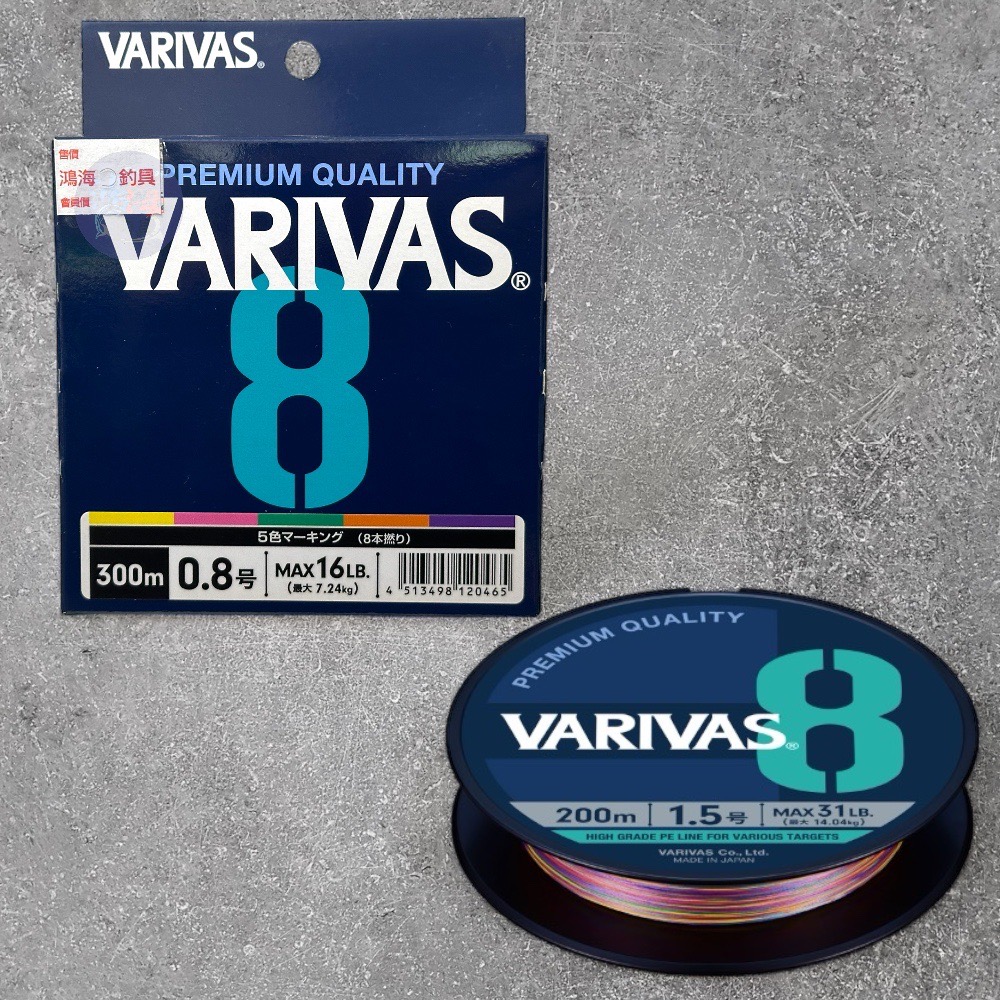 VARIVAS®
售價
鴻海 釣具
會員價
PREMIUM QUALITY
VARIVAS®
8
5色マーキング (8本撚り)
300m 0.8号 MAX16LB.
(最大 7.24kg)
4 513498 120465
PREMIUM QUALITY
VARIVAS®
8
200m 1.5号 MAX31LB.
(最大 14.04kg)
HIGH GRADE PE LINE FOR VARIOUS TARGETS
VARIVAS Co., Ltd.
MADE IN JAPAN